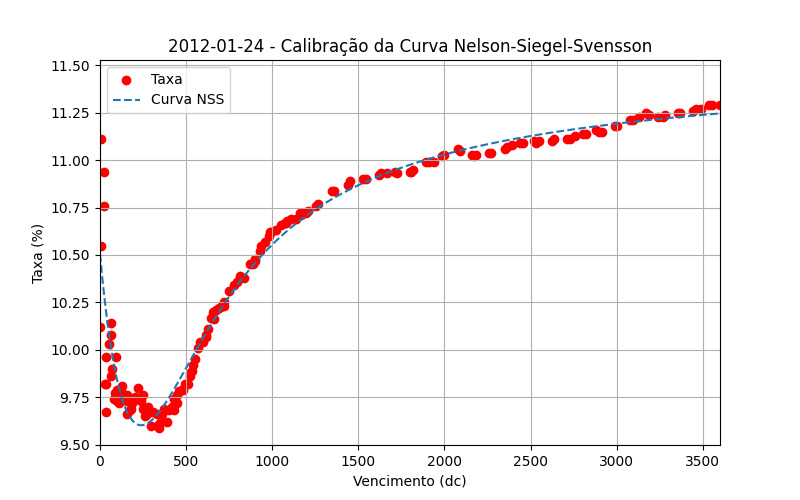 2012-01-24 - Calibração da Curva Nelson-Siegel-Svensson
Taxa
Curva NSS
Taxa (%)
11.50
11.25
11.00
10.75
10.50
10.25
10.00
9.75
9.50
0 500 1000 1500 2000 2500 3000 3500
Vencimento (dc)